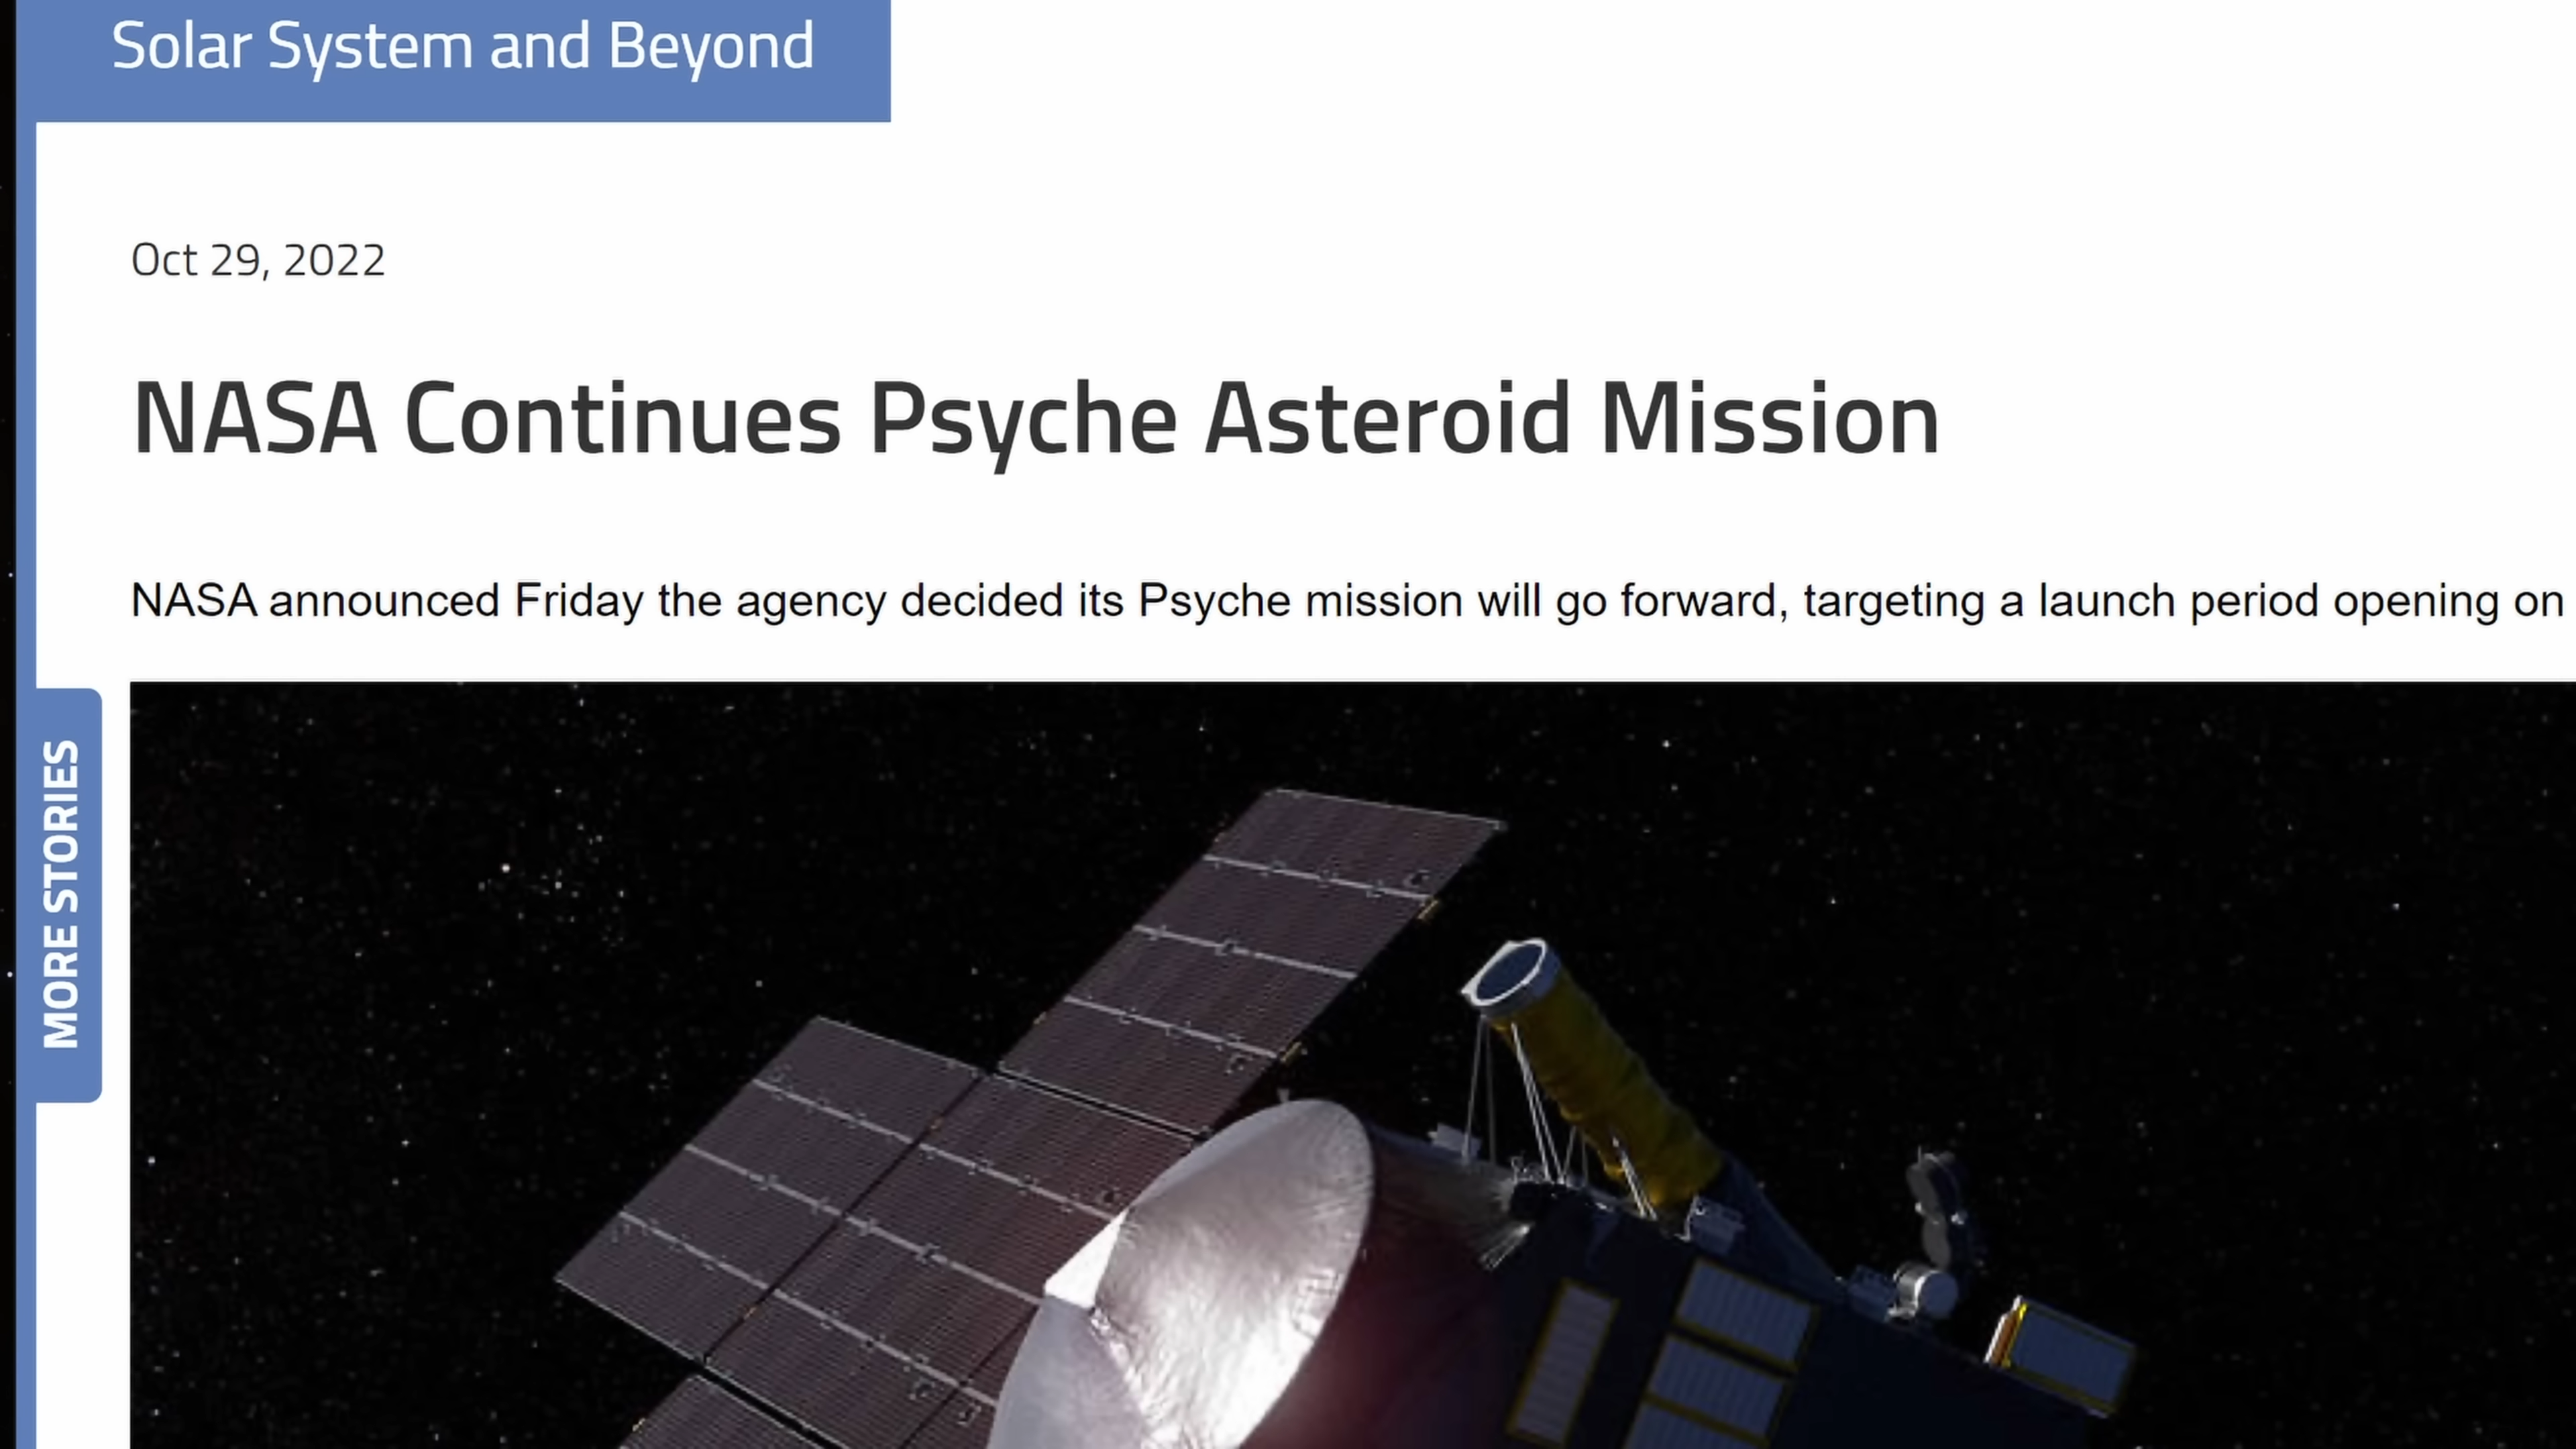 Solar System and Beyond
Oct 29, 2022
NASA Continues Psyche Asteroid Mission
NASA announced Friday the agency decided its Psyche mission will go forward, targeting a launch period opening on
MORE STORIES